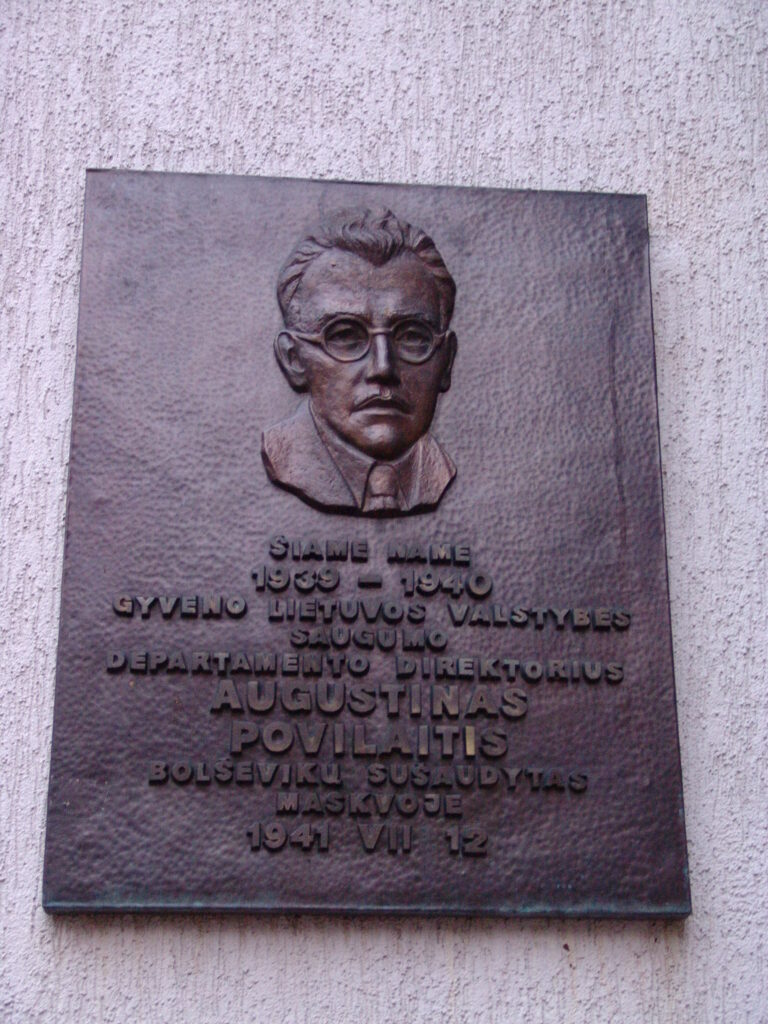 ŠIAME NAME
1939 – 1940
GYVENO LIETUVOS VALSTYBĖS
SAUGUMO
DEPARTAMENTO DIREKTORIUS
AUGUSTINAS
POVILAITIS
BOLŠEVIKŲ SUŠAUDYTAS
MASKVOJE
1941 VII 12